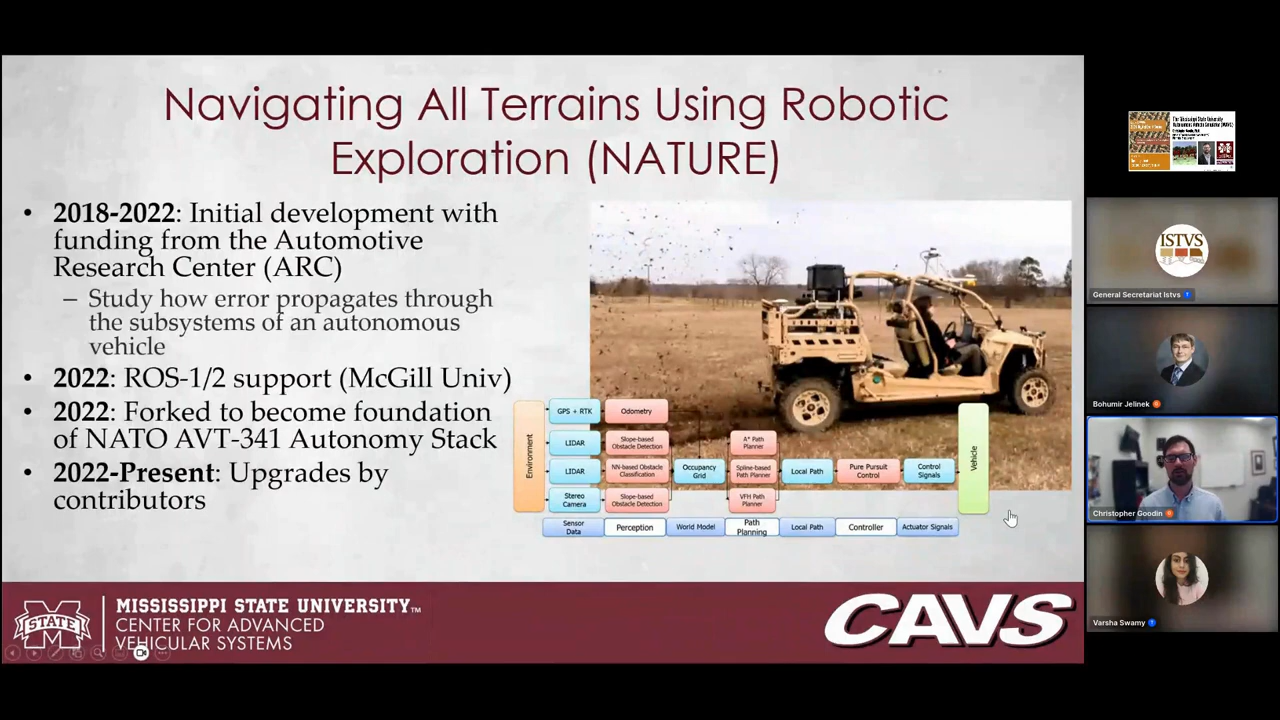 Navigating All Terrains Using Robotic
Exploration (NATURE)
• 2018-2022: Initial development with
funding from the Automotive
Research Center (ARC)
– Study how error propagates through
the subsystems of an autonomous
vehicle
• 2022: ROS-1/2 support (McGill Univ)
• 2022: Forked to become foundation
of NATO AVT-341 Autonomy Stack
• 2022-Present: Upgrades by
contributors
Environment
GPS + RTK
LIDAR
LIDAR
Stereo
Camera
Odometry
Slope-based
Obstacle Detection
NN-based Obstacle
Classification
Slope-based
Obstacle Detection
Occupancy
Grid
A* Path
Planner
Spline-based
Path Planner
VFH Path
Planner
Local Path
Pure Pursuit
Control
Control
Signals
Vehicle
Sensor
Data
Perception
World Model
Path
Planning
Local Path
Controller
Actuator Signals
STATE
MISSISSIPPI STATE UNIVERSITY™
CENTER FOR ADVANCED
VEHICULAR SYSTEMS
CAVS
The Mississippi State University
ISTVS
General Secretariat Istvs
Bohumir Jelinek
Christopher Goodin
Varsha Swamy